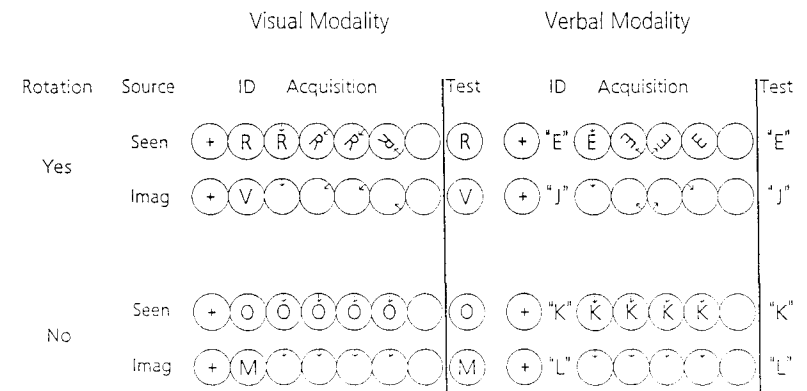 Visual Modality Verbal Modality
Rotation Source ID Acquisition Test ID Acquisition Test
Seen + R R R R R R + "E" E E E E "E"
Yes
Imag + V V + "J" "J"
Seen + O O O O O O + "K" K K K K "K"
No
Imag + M M + "L" "L"